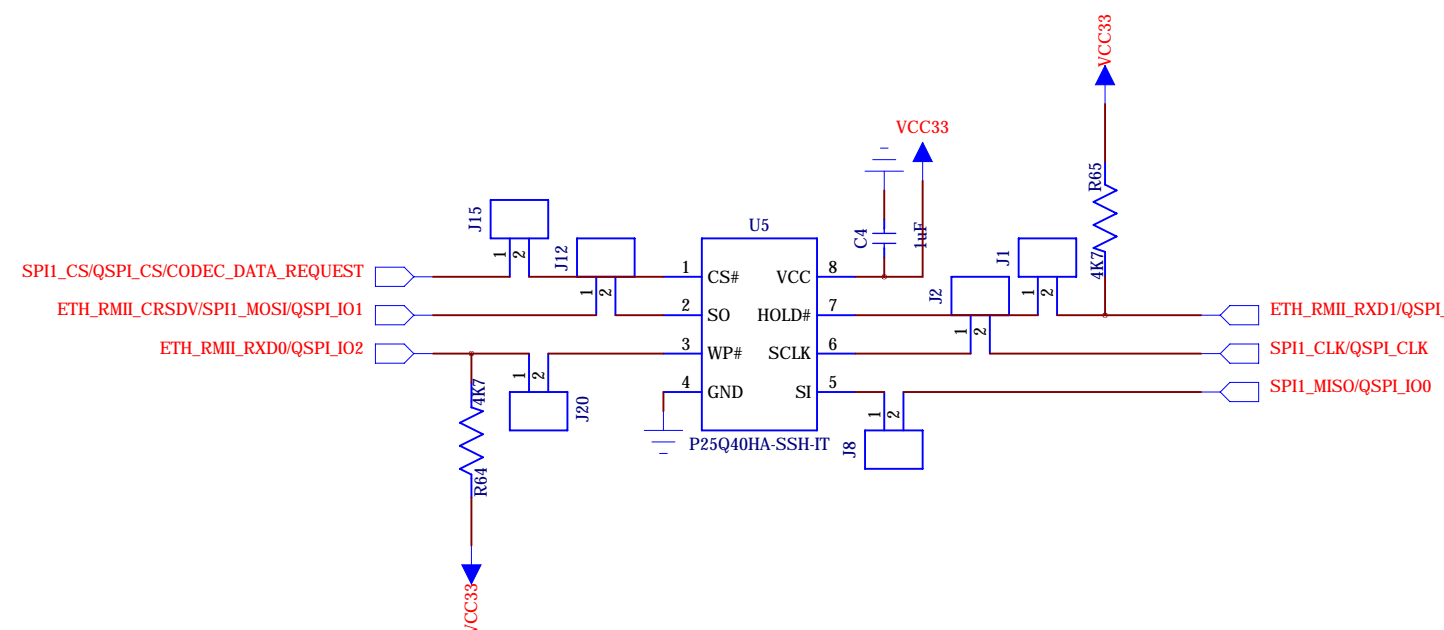 VCC33
VCC33
R65
4K7
C4
1uF
U5
J15
1
2
J12
1
2
J1
1
2
J2
1
2
SPI1_CS/QSPI_CS/CODEC_DATA_REQUEST
1
CS#
VCC
8
ETH_RMII_CRSDV/SPI1_MOSI/QSPI_IO1
2
SO
HOLD#
7
ETH_RMII_RXD1/QSPI_
ETH_RMII_RXD0/QSPI_IO2
3
WP#
SCLK
6
SPI1_CLK/QSPI_CLK
4
GND
SI
5
SPI1_MISO/QSPI_IO0
1
2
J20
1
2
J8
4K7
R64
P25Q40HA-SSH-IT
VCC33